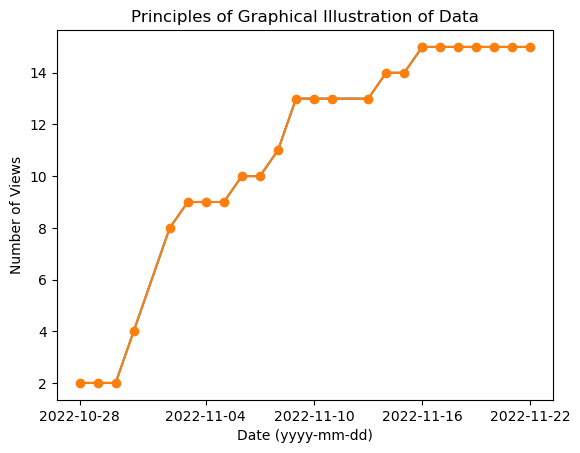 Principles of Graphical Illustration of Data
14
12
10
8
6
4
2
Number of Views
2022-10-28 2022-11-04 2022-11-10 2022-11-16 2022-11-22
Date (yyyy-mm-dd)